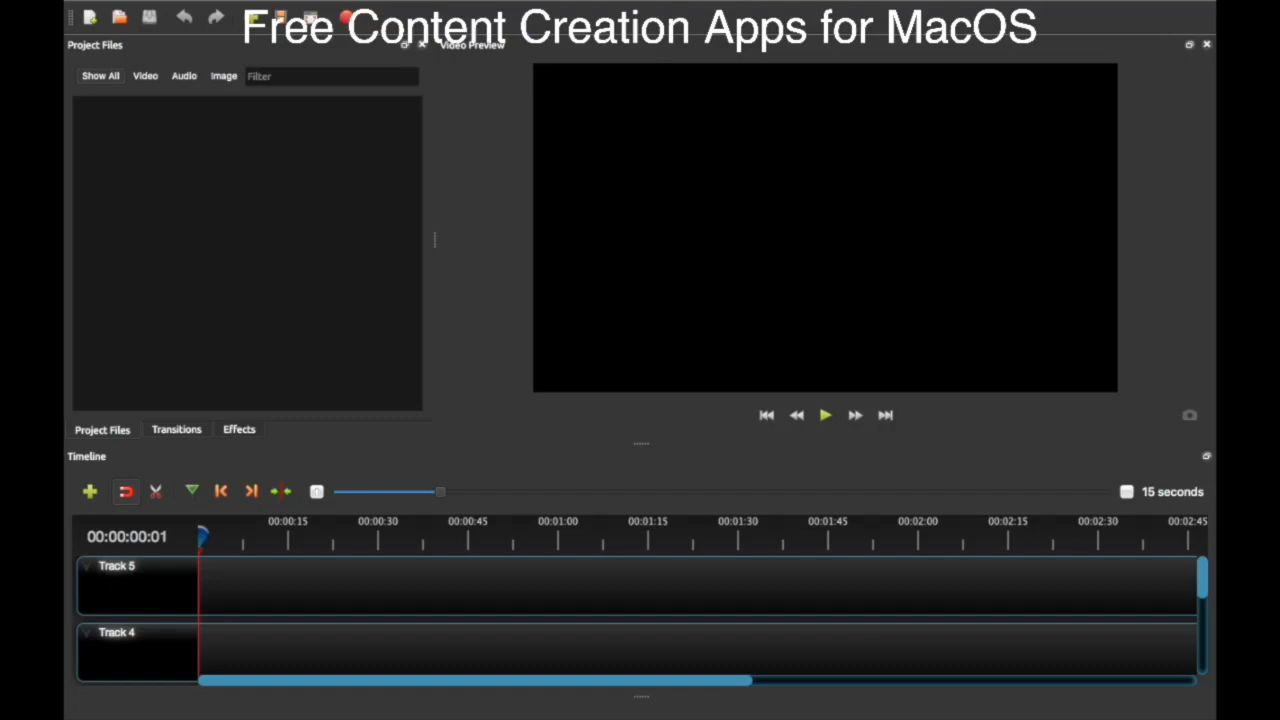 Free Content Creation Apps for MacOS
Project Files
Video Preview
Show All Video Audio Image Filter
Project Files Transitions Effects
Timeline
15 seconds
00:00:00:01 00:00:15 00:00:30 00:00:45 00:01:00 00:01:15 00:01:30 00:01:45 00:02:00 00:02:15 00:02:30 00:02:45
Track 5
Track 4